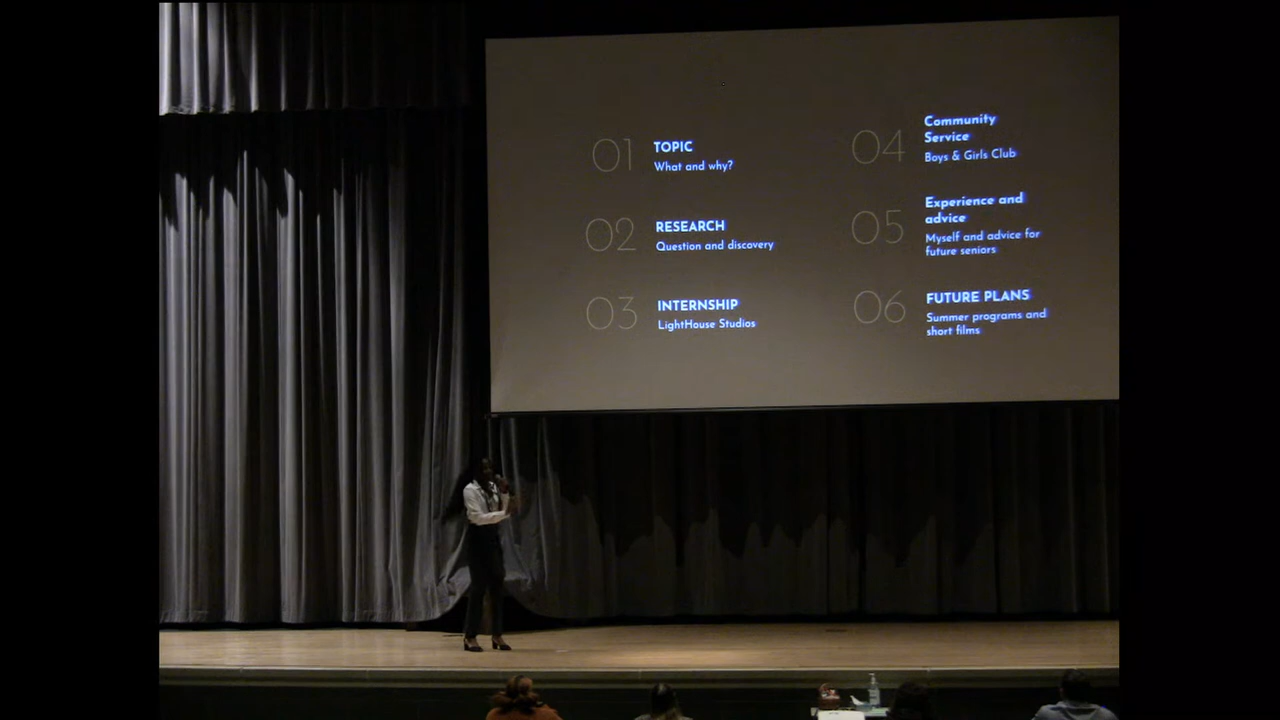 01
TOPIC
What and why?
02
RESEARCH
Question and discovery
03
INTERNSHIP
LightHouse Studios
04
Community
Service
Boys & Girls Club
05
Experience and
advice
Myself and advice for
future seniors
06
FUTURE PLANS
Summer programs and
short films